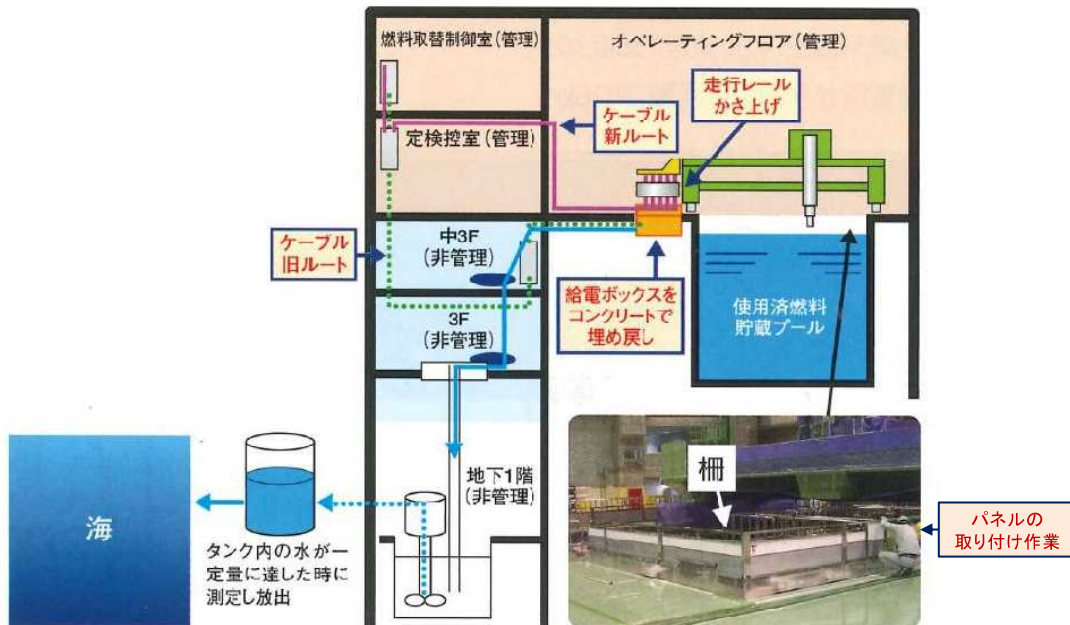 燃料取替制御室(管理)
オペレーティングフロア(管理)
走行レール
かさ上げ
ケーブル
新ルート
定検控室(管理)
ケーブル
旧ルート
中3F
(非管理)
給電ボックスを
コンクリートで
埋め戻し
使用済燃料
貯蔵プール
3F
(非管理)
地下1階
(非管理)
海
タンク内の水が一
定量に達した時に
測定し放出
柵
パネルの
取り付け作業